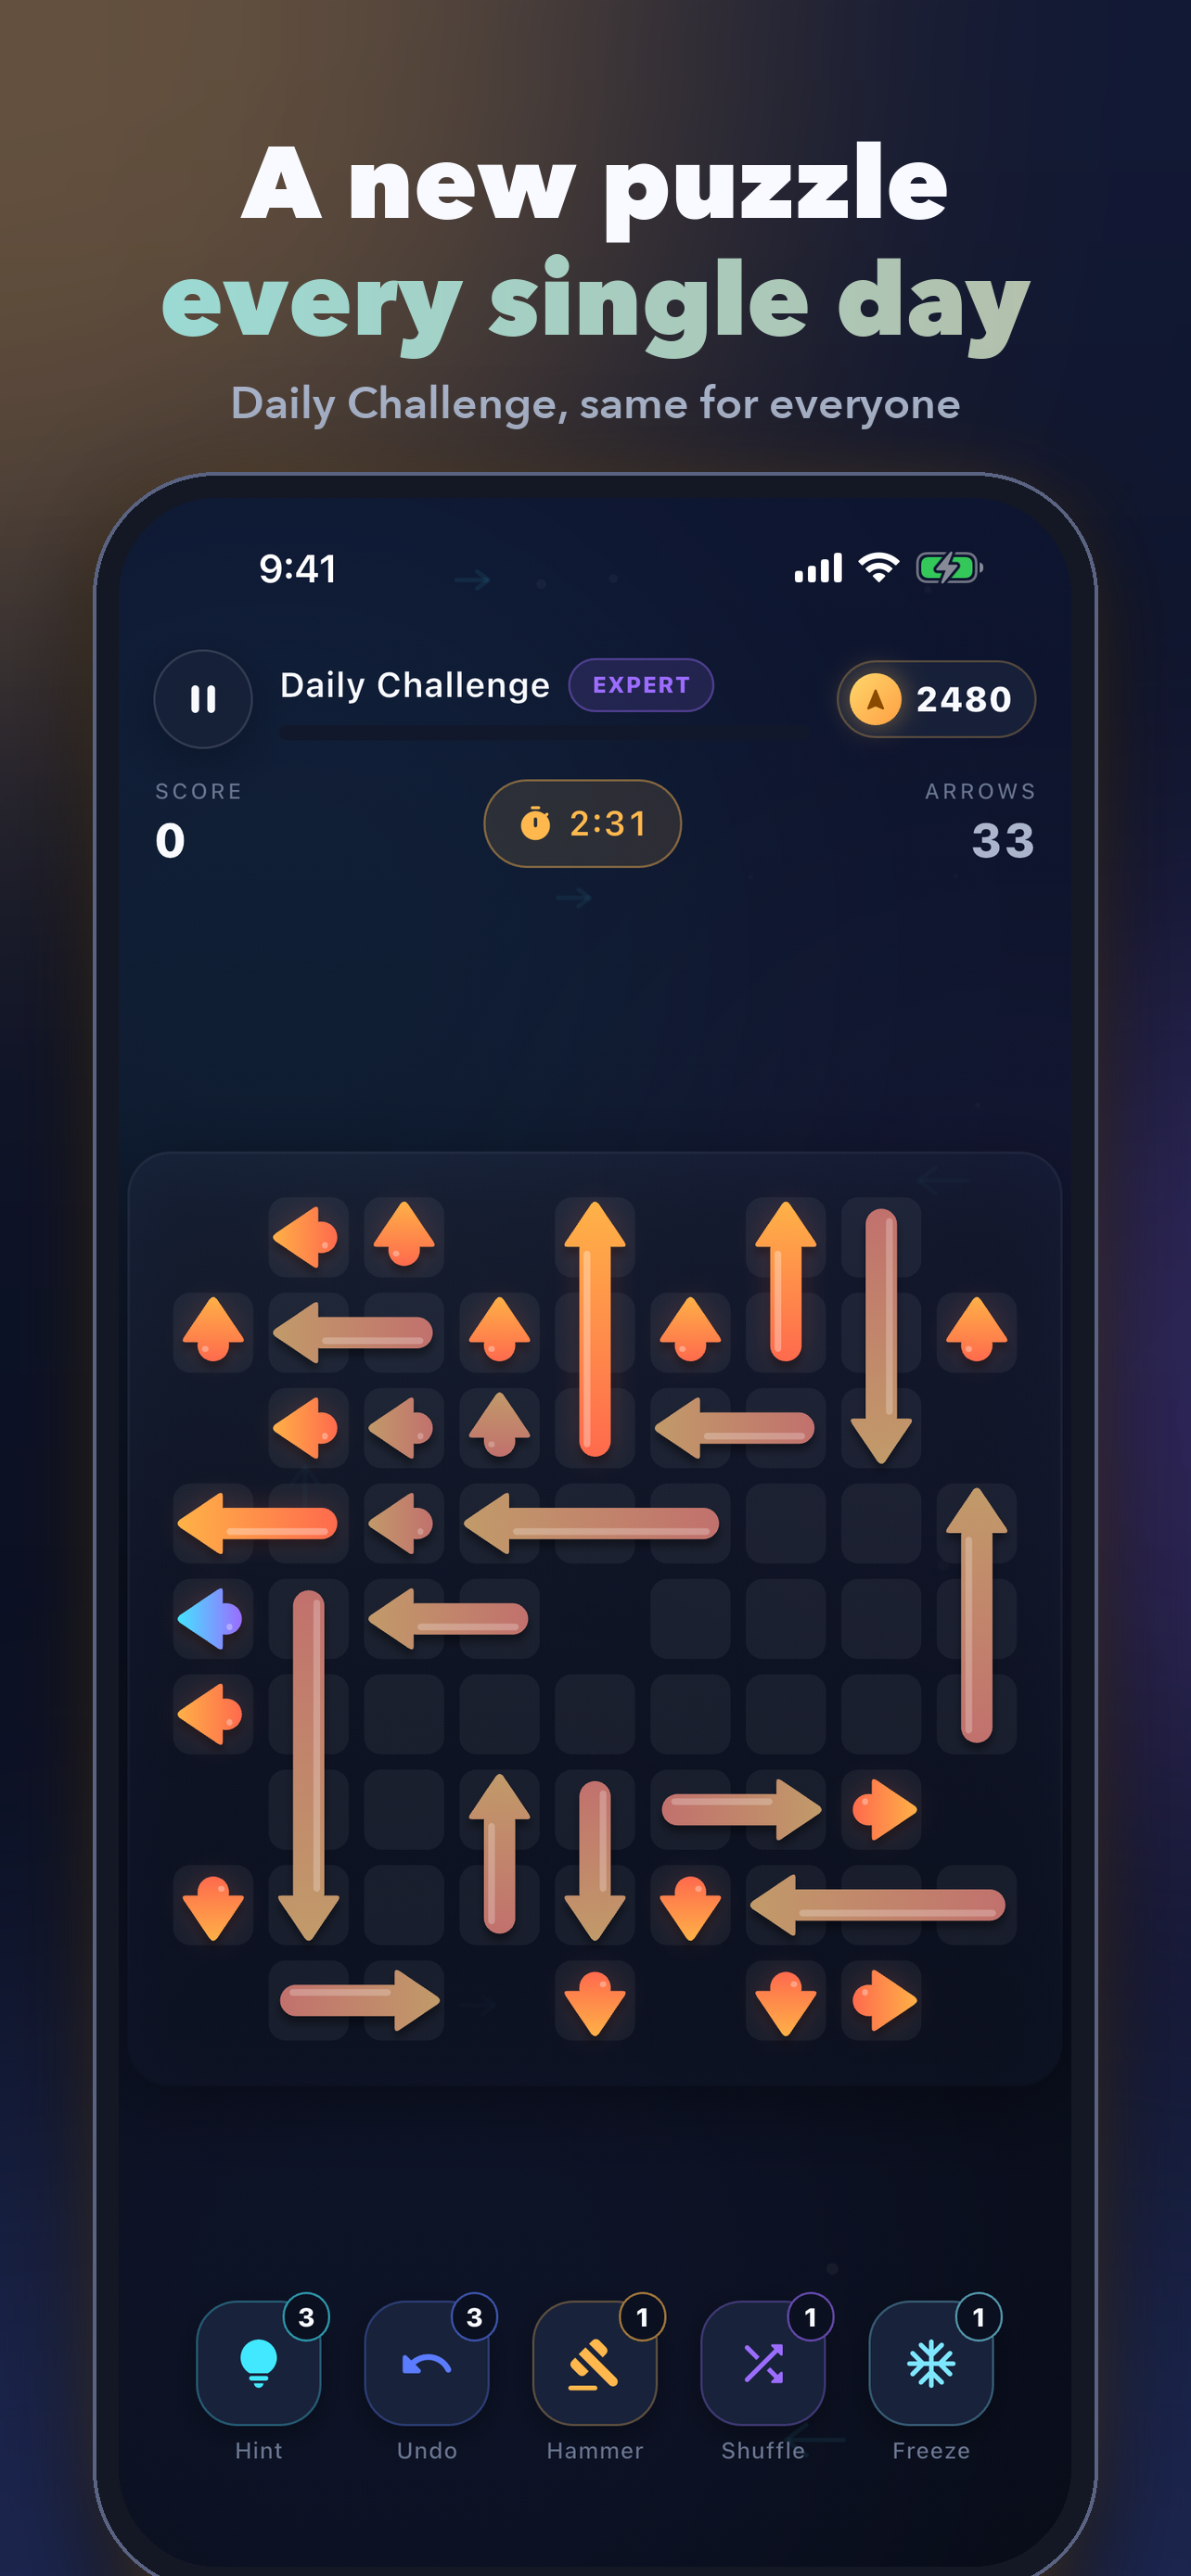 A new puzzle
every single day
Daily Challenge, same for everyone
9:41
Daily Challenge EXPERT 2480
SCORE
0
2:31
ARROWS
33
3 3 1 1 1
Hint Undo Hammer Shuffle Freeze